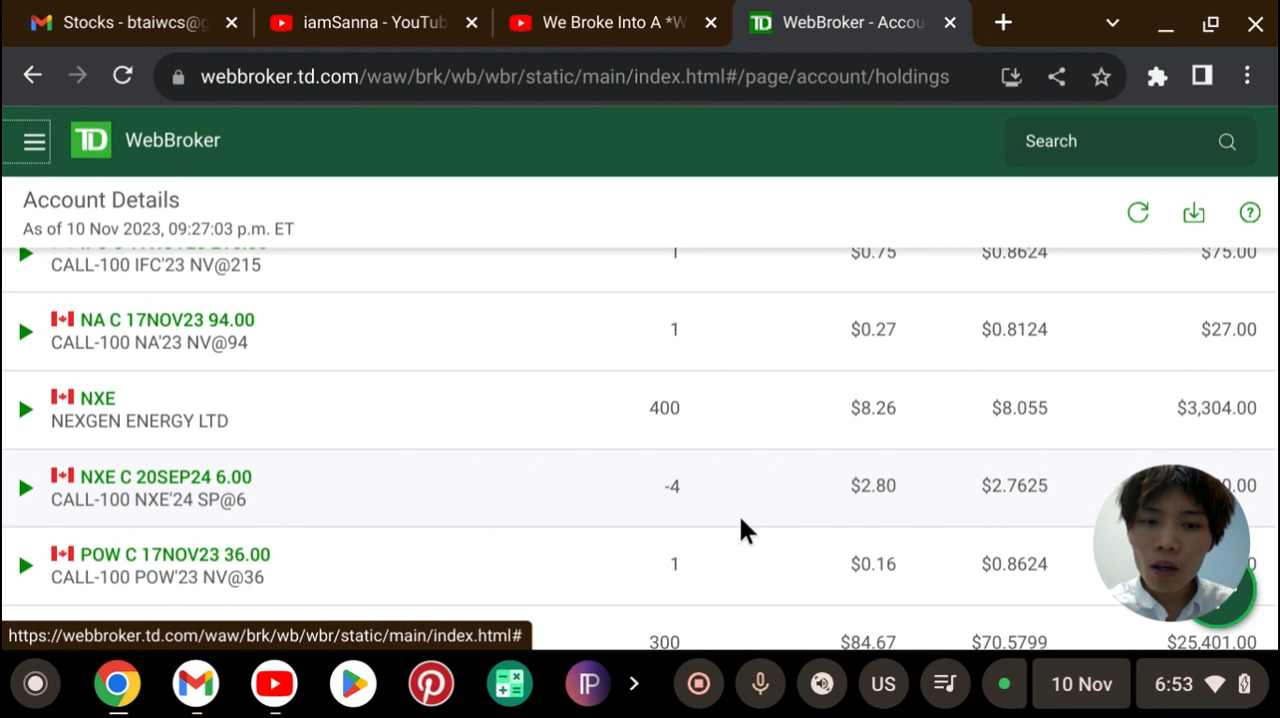 Stocks - btaiwcs@g
iamSanna - YouTub
We Broke Into A *W
TD WebBroker - Accou
webbroker.td.com/waw/brk/wb/wbr/static/main/index.html#/page/account/holdings
TD WebBroker
Search
Account Details
As of 10 Nov 2023, 09:27:03 p.m. ET
CALL-100 IFC'23 NV@215
1 $0.75 $0.8624 $75.00
NA C 17NOV23 94.00
CALL-100 NA'23 NV@94
1 $0.27 $0.8124 $27.00
NXE
NEXGEN ENERGY LTD
400 $8.26 $8.055 $3,304.00
NXE C 20SEP24 6.00
CALL-100 NXE'24 SP@6
-4 $2.80 $2.7625
POW C 17NOV23 36.00
CALL-100 POW'23 NV@36
1 $0.16 $0.8624
https://webbroker.td.com/waw/brk/wb/wbr/static/main/index.html#
300 $84.67 $70.5799 $25,401.00
US
10 Nov
6:53